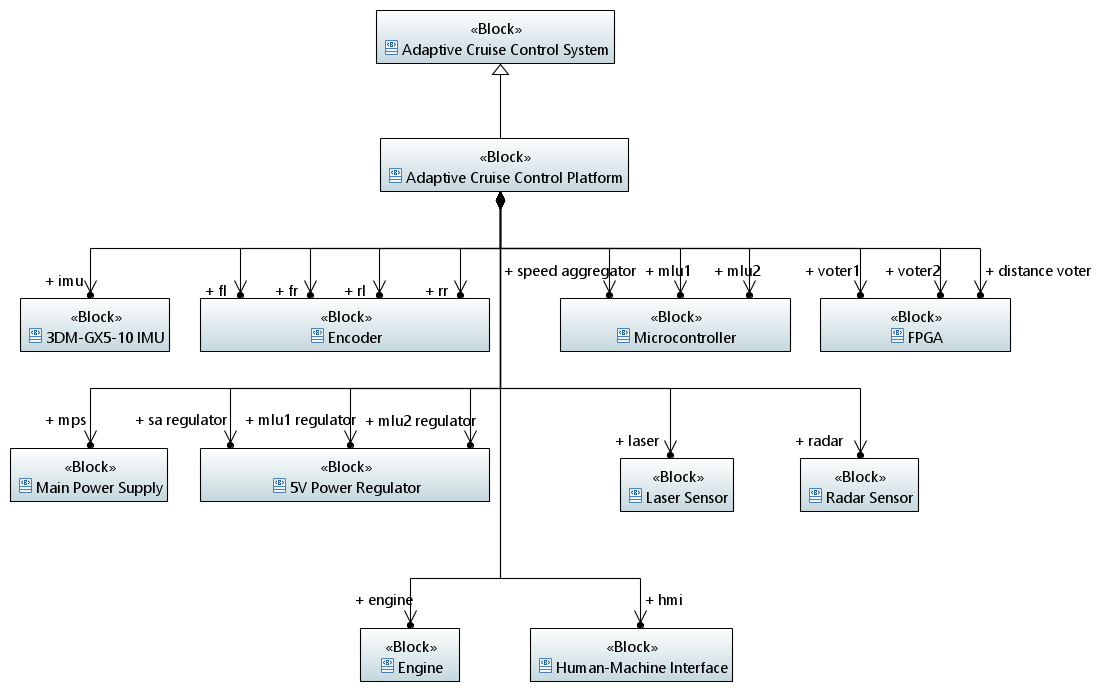 «Block»
Adaptive Cruise Control System
«Block»
Adaptive Cruise Control Platform
+ imu
+ fl
+ fr
+ rl
+ rr
+ speed aggregator
+ mlu1
+ mlu2
+ voter1
+ voter2
+ distance voter
«Block»
3DM-GX5-10 IMU
«Block»
Encoder
«Block»
Microcontroller
«Block»
FPGA
+ mps
+ sa regulator
+ mlu1 regulator
+ mlu2 regulator
+ laser
+ radar
«Block»
Main Power Supply
«Block»
5V Power Regulator
«Block»
Laser Sensor
«Block»
Radar Sensor
+ engine
+ hmi
«Block»
Engine
«Block»
Human-Machine Interface